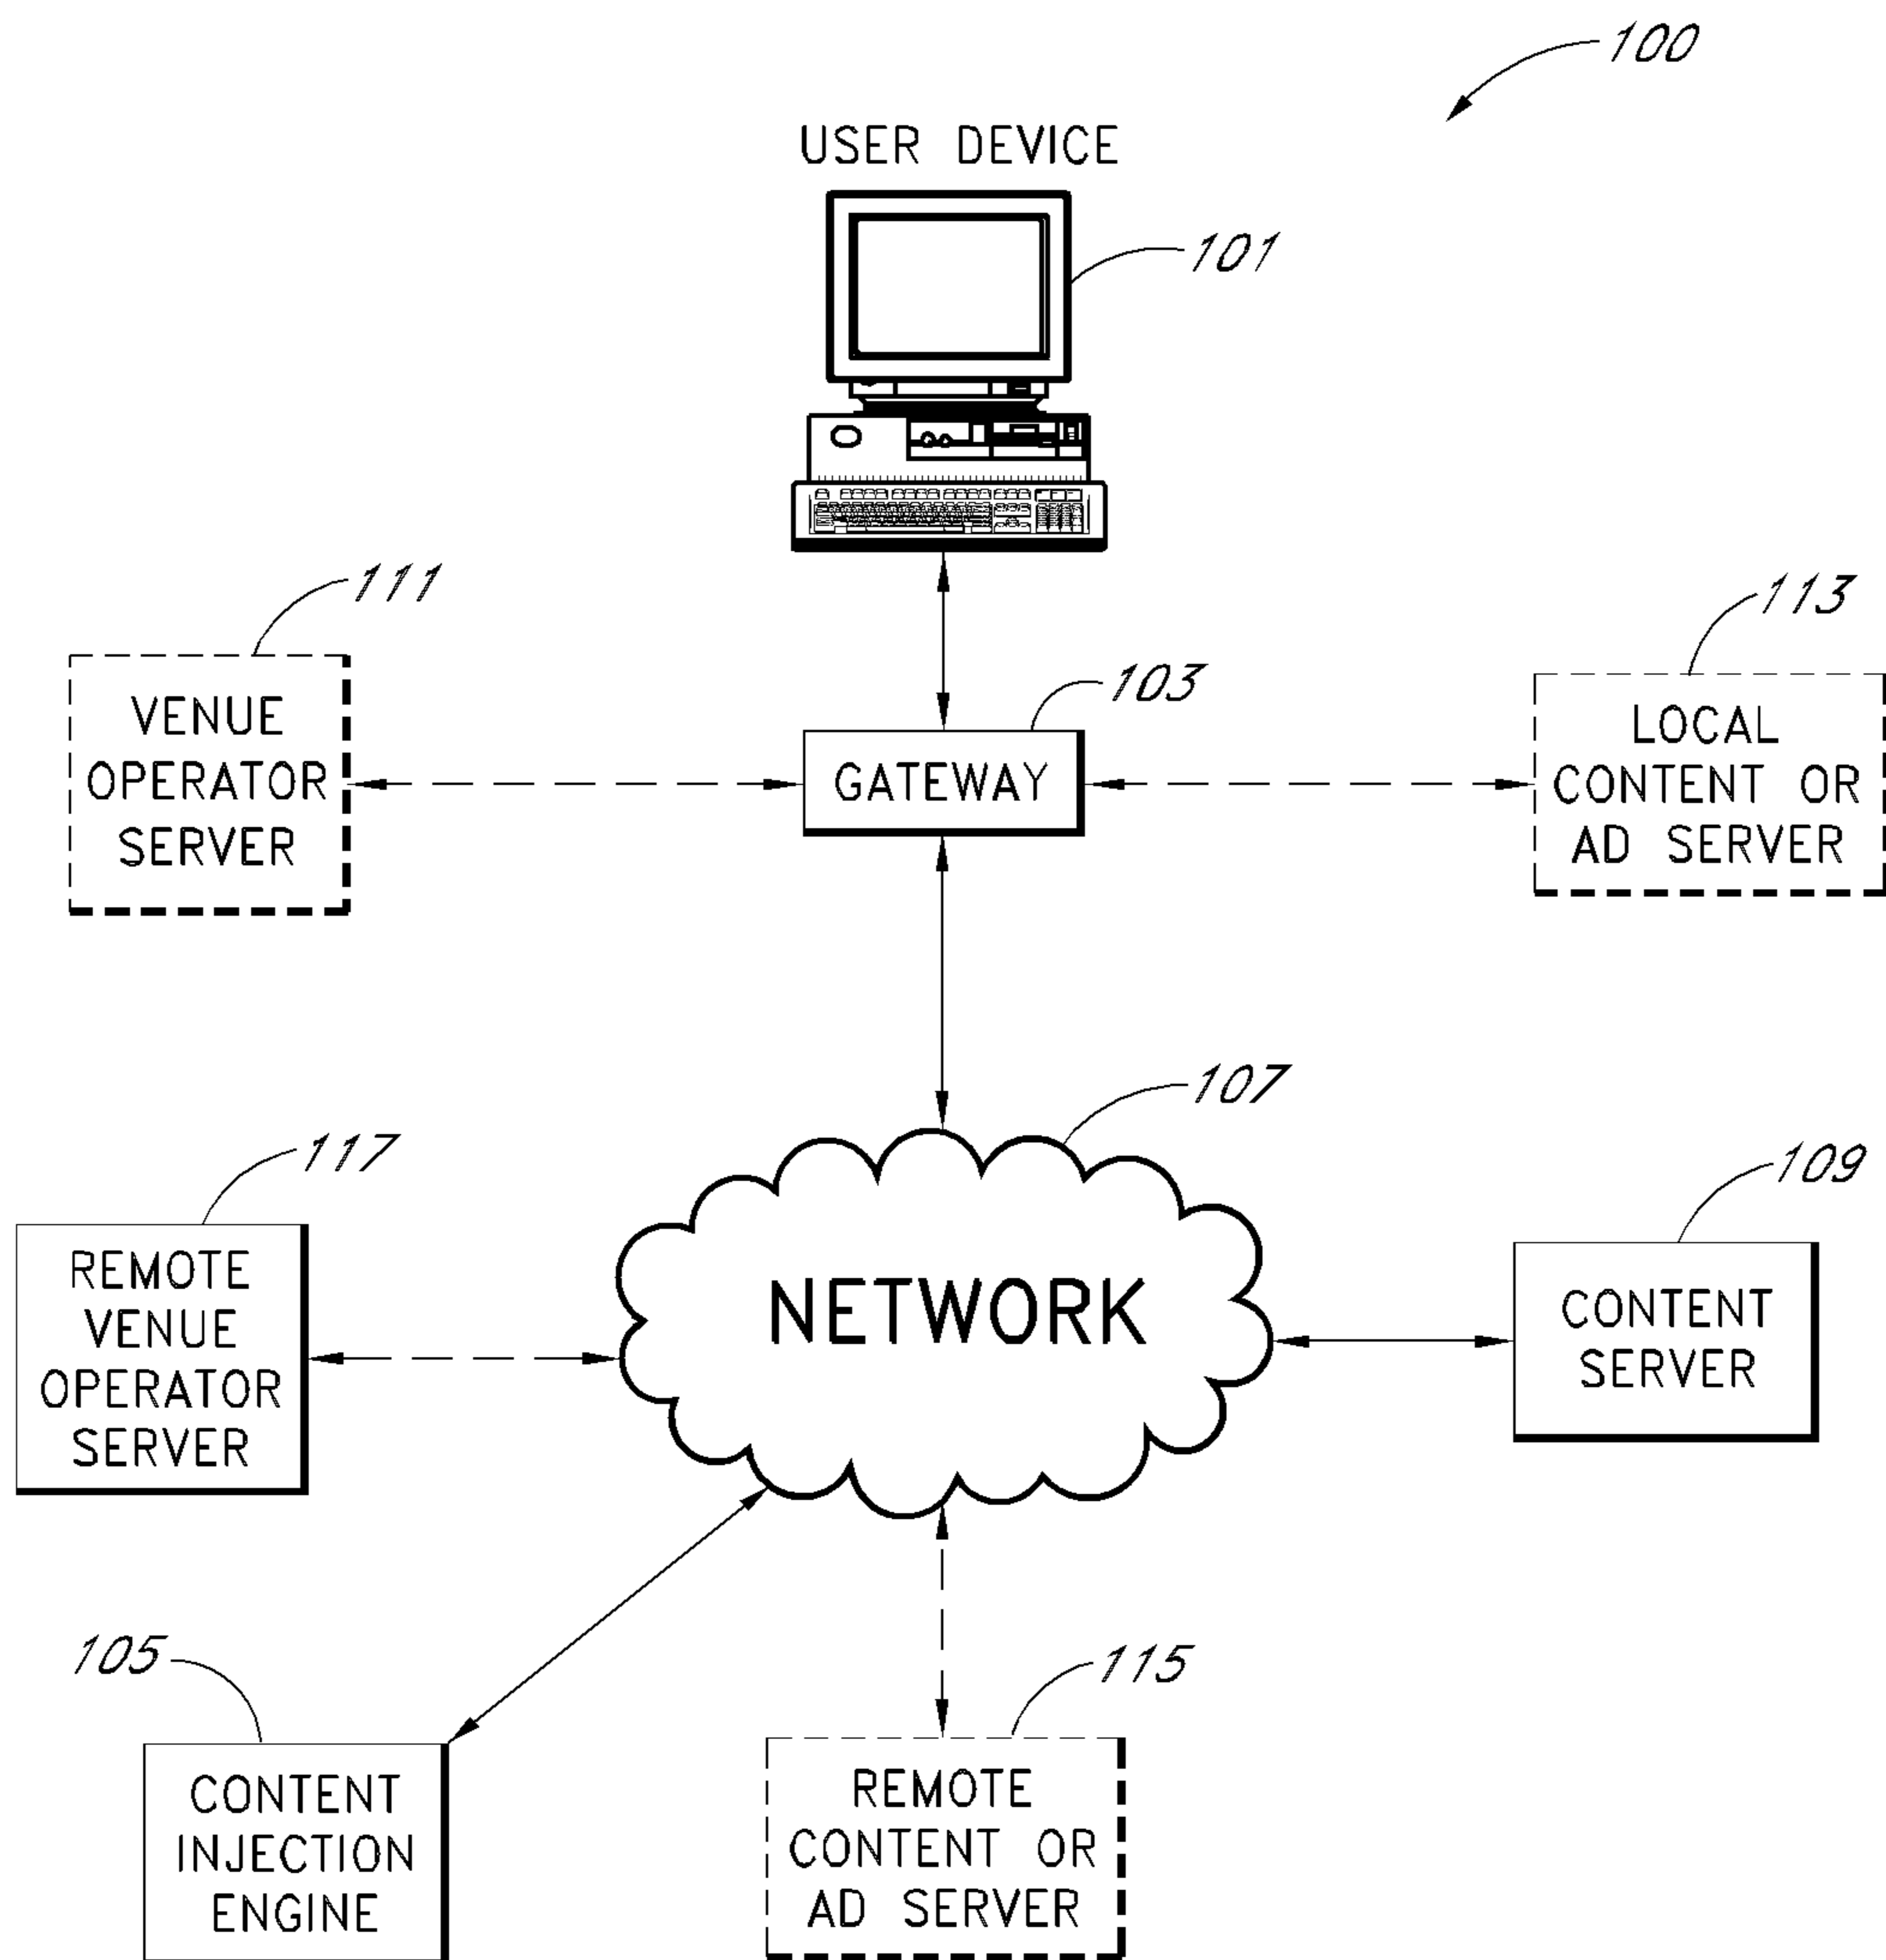 100
USER DEVICE
101
111
113
VENUE
OPERATOR
SERVER
103
GATEWAY
LOCAL
CONTENT OR
AD SERVER
107
117
109
REMOTE
VENUE
OPERATOR
SERVER
NETWORK
CONTENT
SERVER
105
115
CONTENT
INJECTION
ENGINE
REMOTE
CONTENT OR
AD SERVER